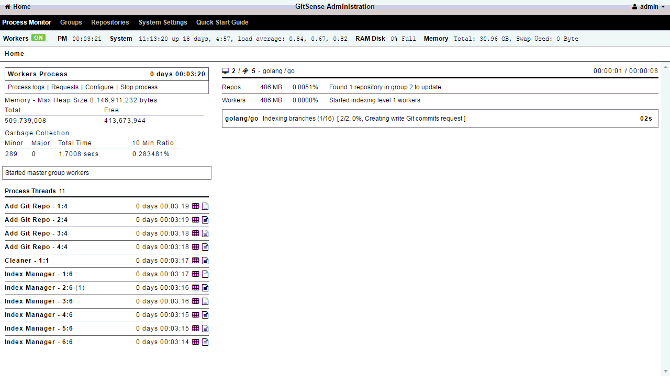 Home
GitSense Administration
admin
Process Monitor Groups Repositories System Settings Quick Start Guide
Workers ON PM 00:03:21 System 11:13:20 up 18 days, 4:57, load average: 0.84, 0.67, 0.82 RAM Disk 0% Full Memory Total: 30.96 GB, Swap Used: 0 Byte
Home
Workers Process 0 days 00:03:20
Process logs | Requests | Configure | Stop process
Memory - Max Heap Size 8,146,911,232 bytes
Total Free
509,739,008 413,673,944
Garbage Collection
Minor Major Total Time 10 Min Ratio
289 0 1.7008 secs 0.283461%
Started master group workers
Process Threads 11
Add Git Repo - 1:4 0 days 00:03:19
Add Git Repo - 2:4 0 days 00:03:19
Add Git Repo - 3:4 0 days 00:03:18
Add Git Repo - 4:4 0 days 00:03:18
Cleaner - 1:1 0 days 00:03:17
Index Manager - 1:6 0 days 00:03:17
Index Manager - 2:6 (1) 0 days 00:03:16
Index Manager - 3:6 0 days 00:03:16
Index Manager - 4:6 0 days 00:03:15
Index Manager - 5:6 0 days 00:03:15
Index Manager - 6:6 0 days 00:03:14
2 / 5 - golang / go 00:00:01 / 00:00:08
Repos 486 MB 0.0051% Found 1 repository in group 2 to update
Workers 486 MB 0.0000% Started indexing level 1 workers
golang/go Indexing branches (1/16) [ 2/2, 0%, Creating write Git commits request ] 02s